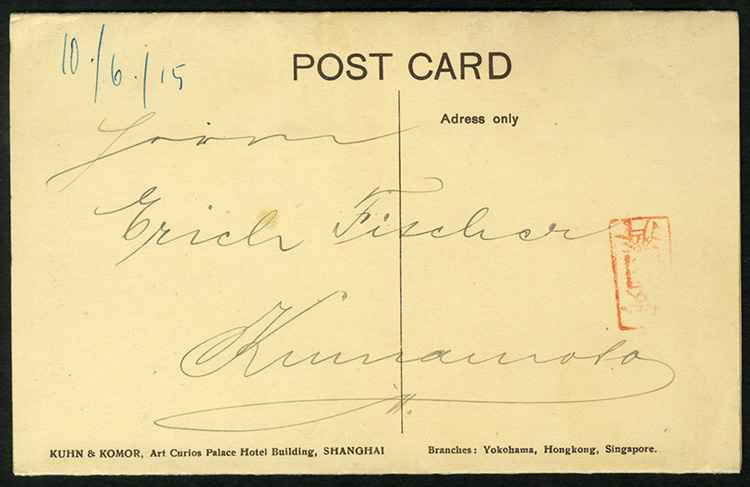 10./6./15
POST CARD
Adress only
Herrn
Erich Fischer
Kumamoto
KUHN & KOMOR, Art Curios Palace Hotel Building, SHANGHAI
Branches: Yokohama, Hongkong, Singapore.